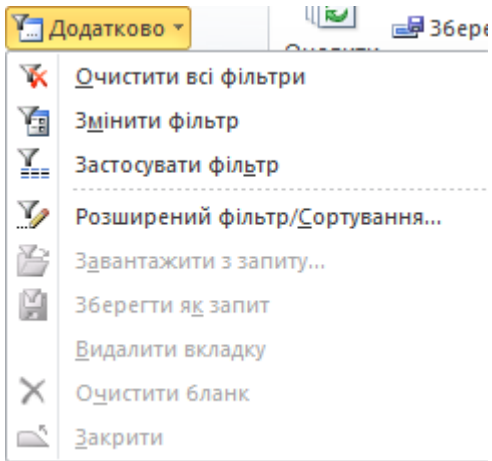 Додатково
Збере
Очистити всі фільтри
Змінити фільтр
Застосувати фільтр
Розширений фільтр/Сортування...
Завантажити з запиту...
Зберегти як запит
Видалити вкладку
Очистити бланк
Закрити